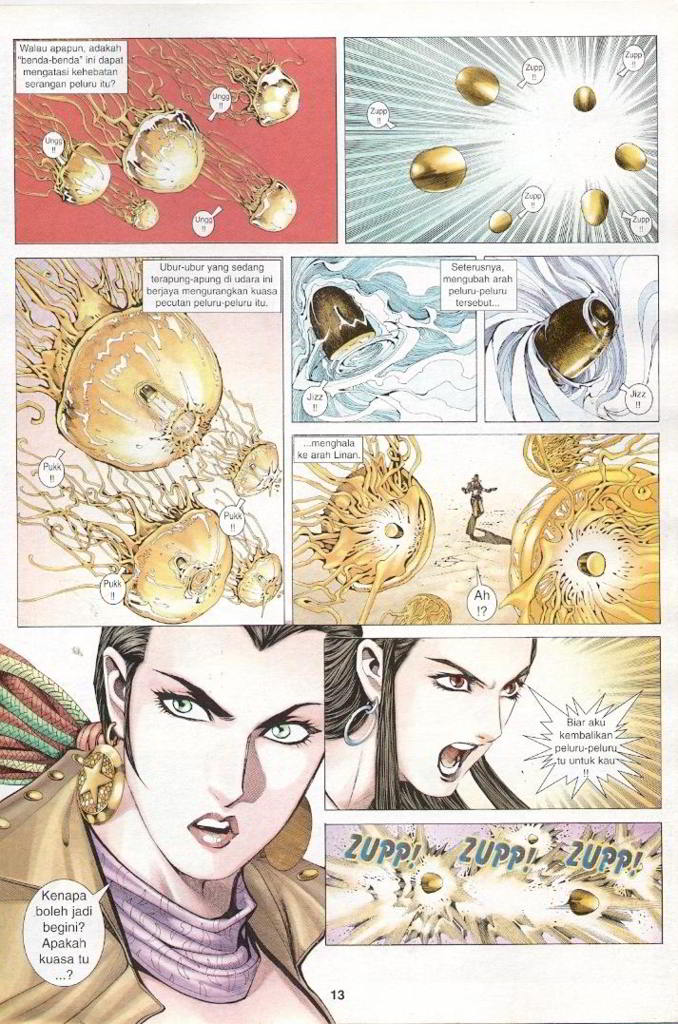 Walau apapun, adakah
"benda-benda" ini dapat
mengatasi kehebatan
serangan peluru itu?
Ungg
!!
Ungg
!!
Ungg
!!
Zupp
!!
Zupp
!!
Zupp
!!
Zupp
!!
Zupp
!!
Ubur-ubur yang sedang
terapung-apung di udara ini
berjaya mengurangkan kuasa
pecutan peluru-peluru itu.
Pukk
!!
Pukk
!!
Pukk
!!
Jizz
!!
Seterusnya,
mengubah arah
peluru-peluru
tersebut...
Jizz
!!
...menghala
ke arah Linan.
Ah
!?
Kenapa
boleh jadi
begini?
Apakah
kuasa tu
...?
Biar aku
kembalikan
peluru-peluru
tu untuk kau
!!
ZUPP! ZUPP! ZUPP!
13